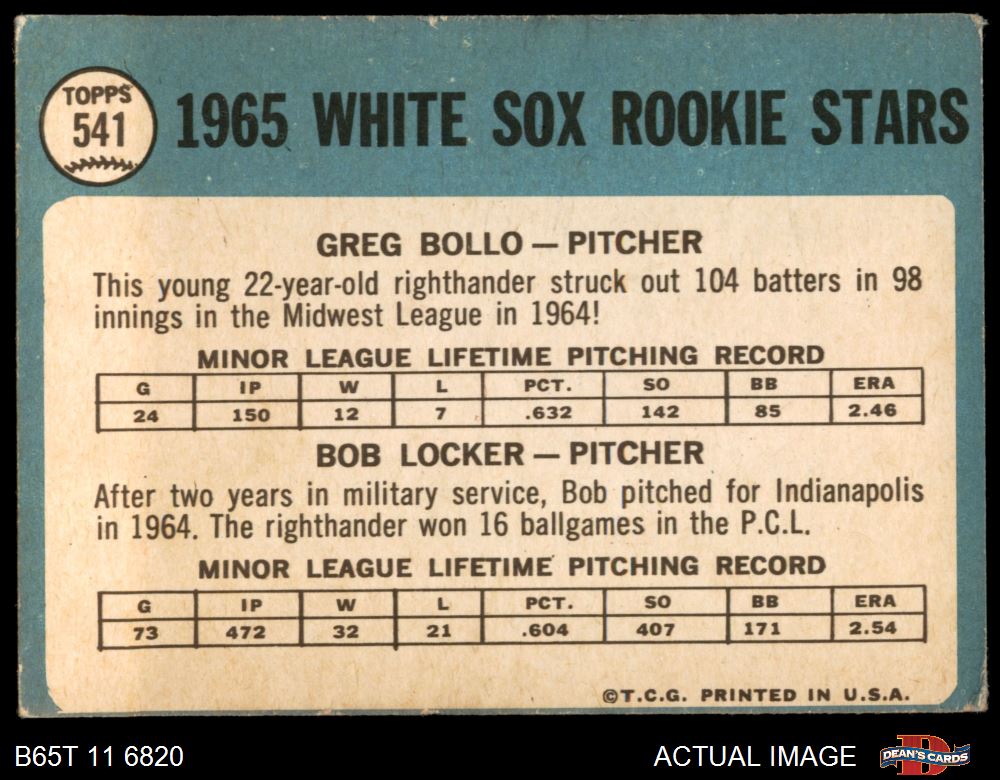 TOPPS
541
1965 WHITE SOX ROOKIE STARS
GREG BOLLO — PITCHER
This young 22-year-old righthander struck out 104 batters in 98
innings in the Midwest League in 1964!
MINOR LEAGUE LIFETIME PITCHING RECORD
G IP W L PCT. SO BB ERA
24 150 12 7 .632 142 85 2.46
BOB LOCKER — PITCHER
After two years in military service, Bob pitched for Indianapolis
in 1964. The righthander won 16 ballgames in the P.C.L.
MINOR LEAGUE LIFETIME PITCHING RECORD
G IP W L PCT. SO BB ERA
73 472 32 21 .604 407 171 2.54
©T.C.G. PRINTED IN U.S.A.
B65T 11 6820
ACTUAL IMAGE
D
DEAN'S CARDS